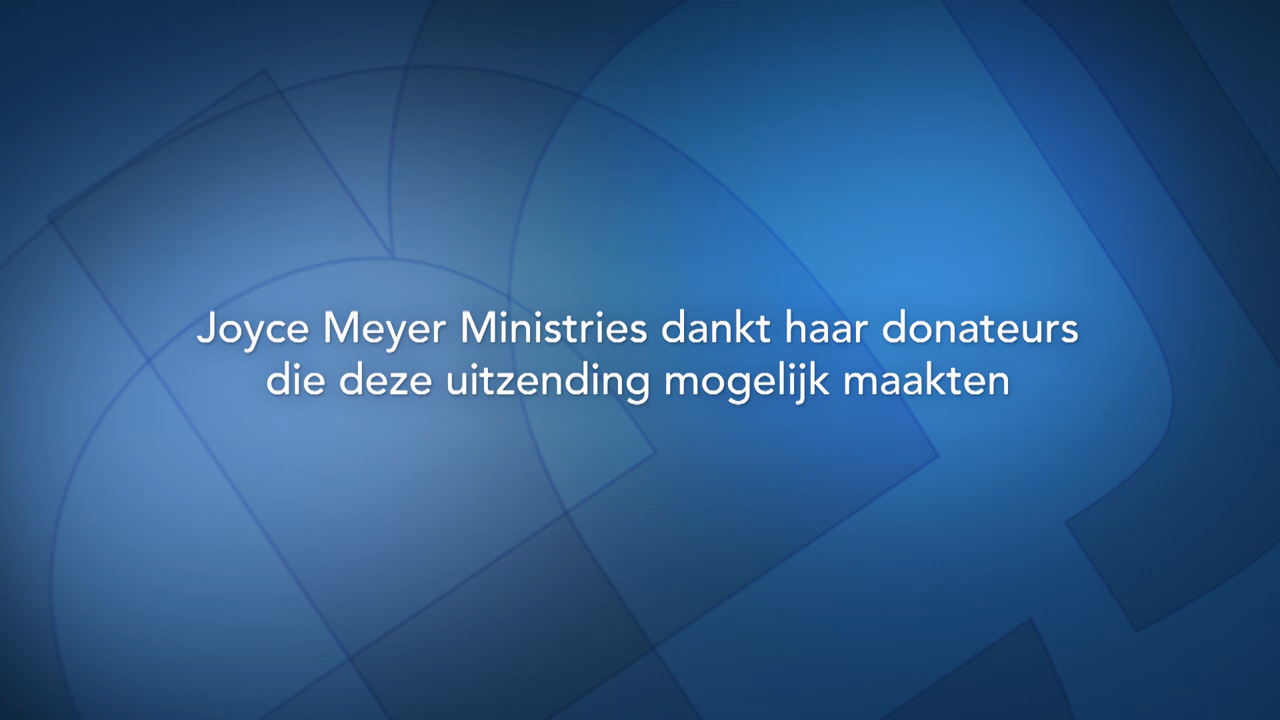 Joyce Meyer Ministries dankt haar donateurs
die deze uitzending mogelijk maakten